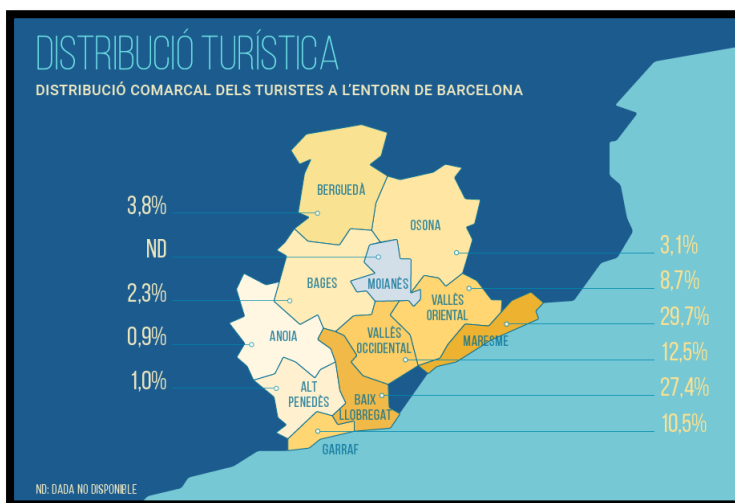 DISTRIBUCIÓ TURÍSTICA
DISTRIBUCIÓ COMARCAL DELS TURISTES A L'ENTORN DE BARCELONA
BERGUEDÀ
3,8%
OSONA
ND
3,1%
MOIANÈS
BAGES
8,7%
2,3%
VALLÈS
ORIENTAL
29,7%
ANOIA
0,9%
VALLÈS
OCCIDENTAL
MARESME
12,5%
1,0%
ALT
PENEDÈS
27,4%
BAIX
LLOBREGAT
10,5%
GARRAF
ND: DADA NO DISPONIBLE